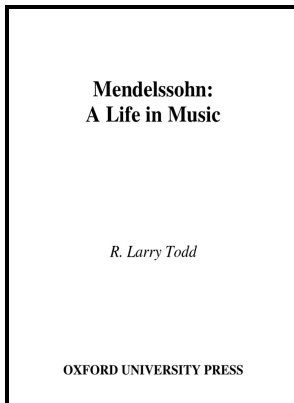 Mendelssohn:
A Life in Music
R. Larry Todd
OXFORD UNIVERSITY PRESS